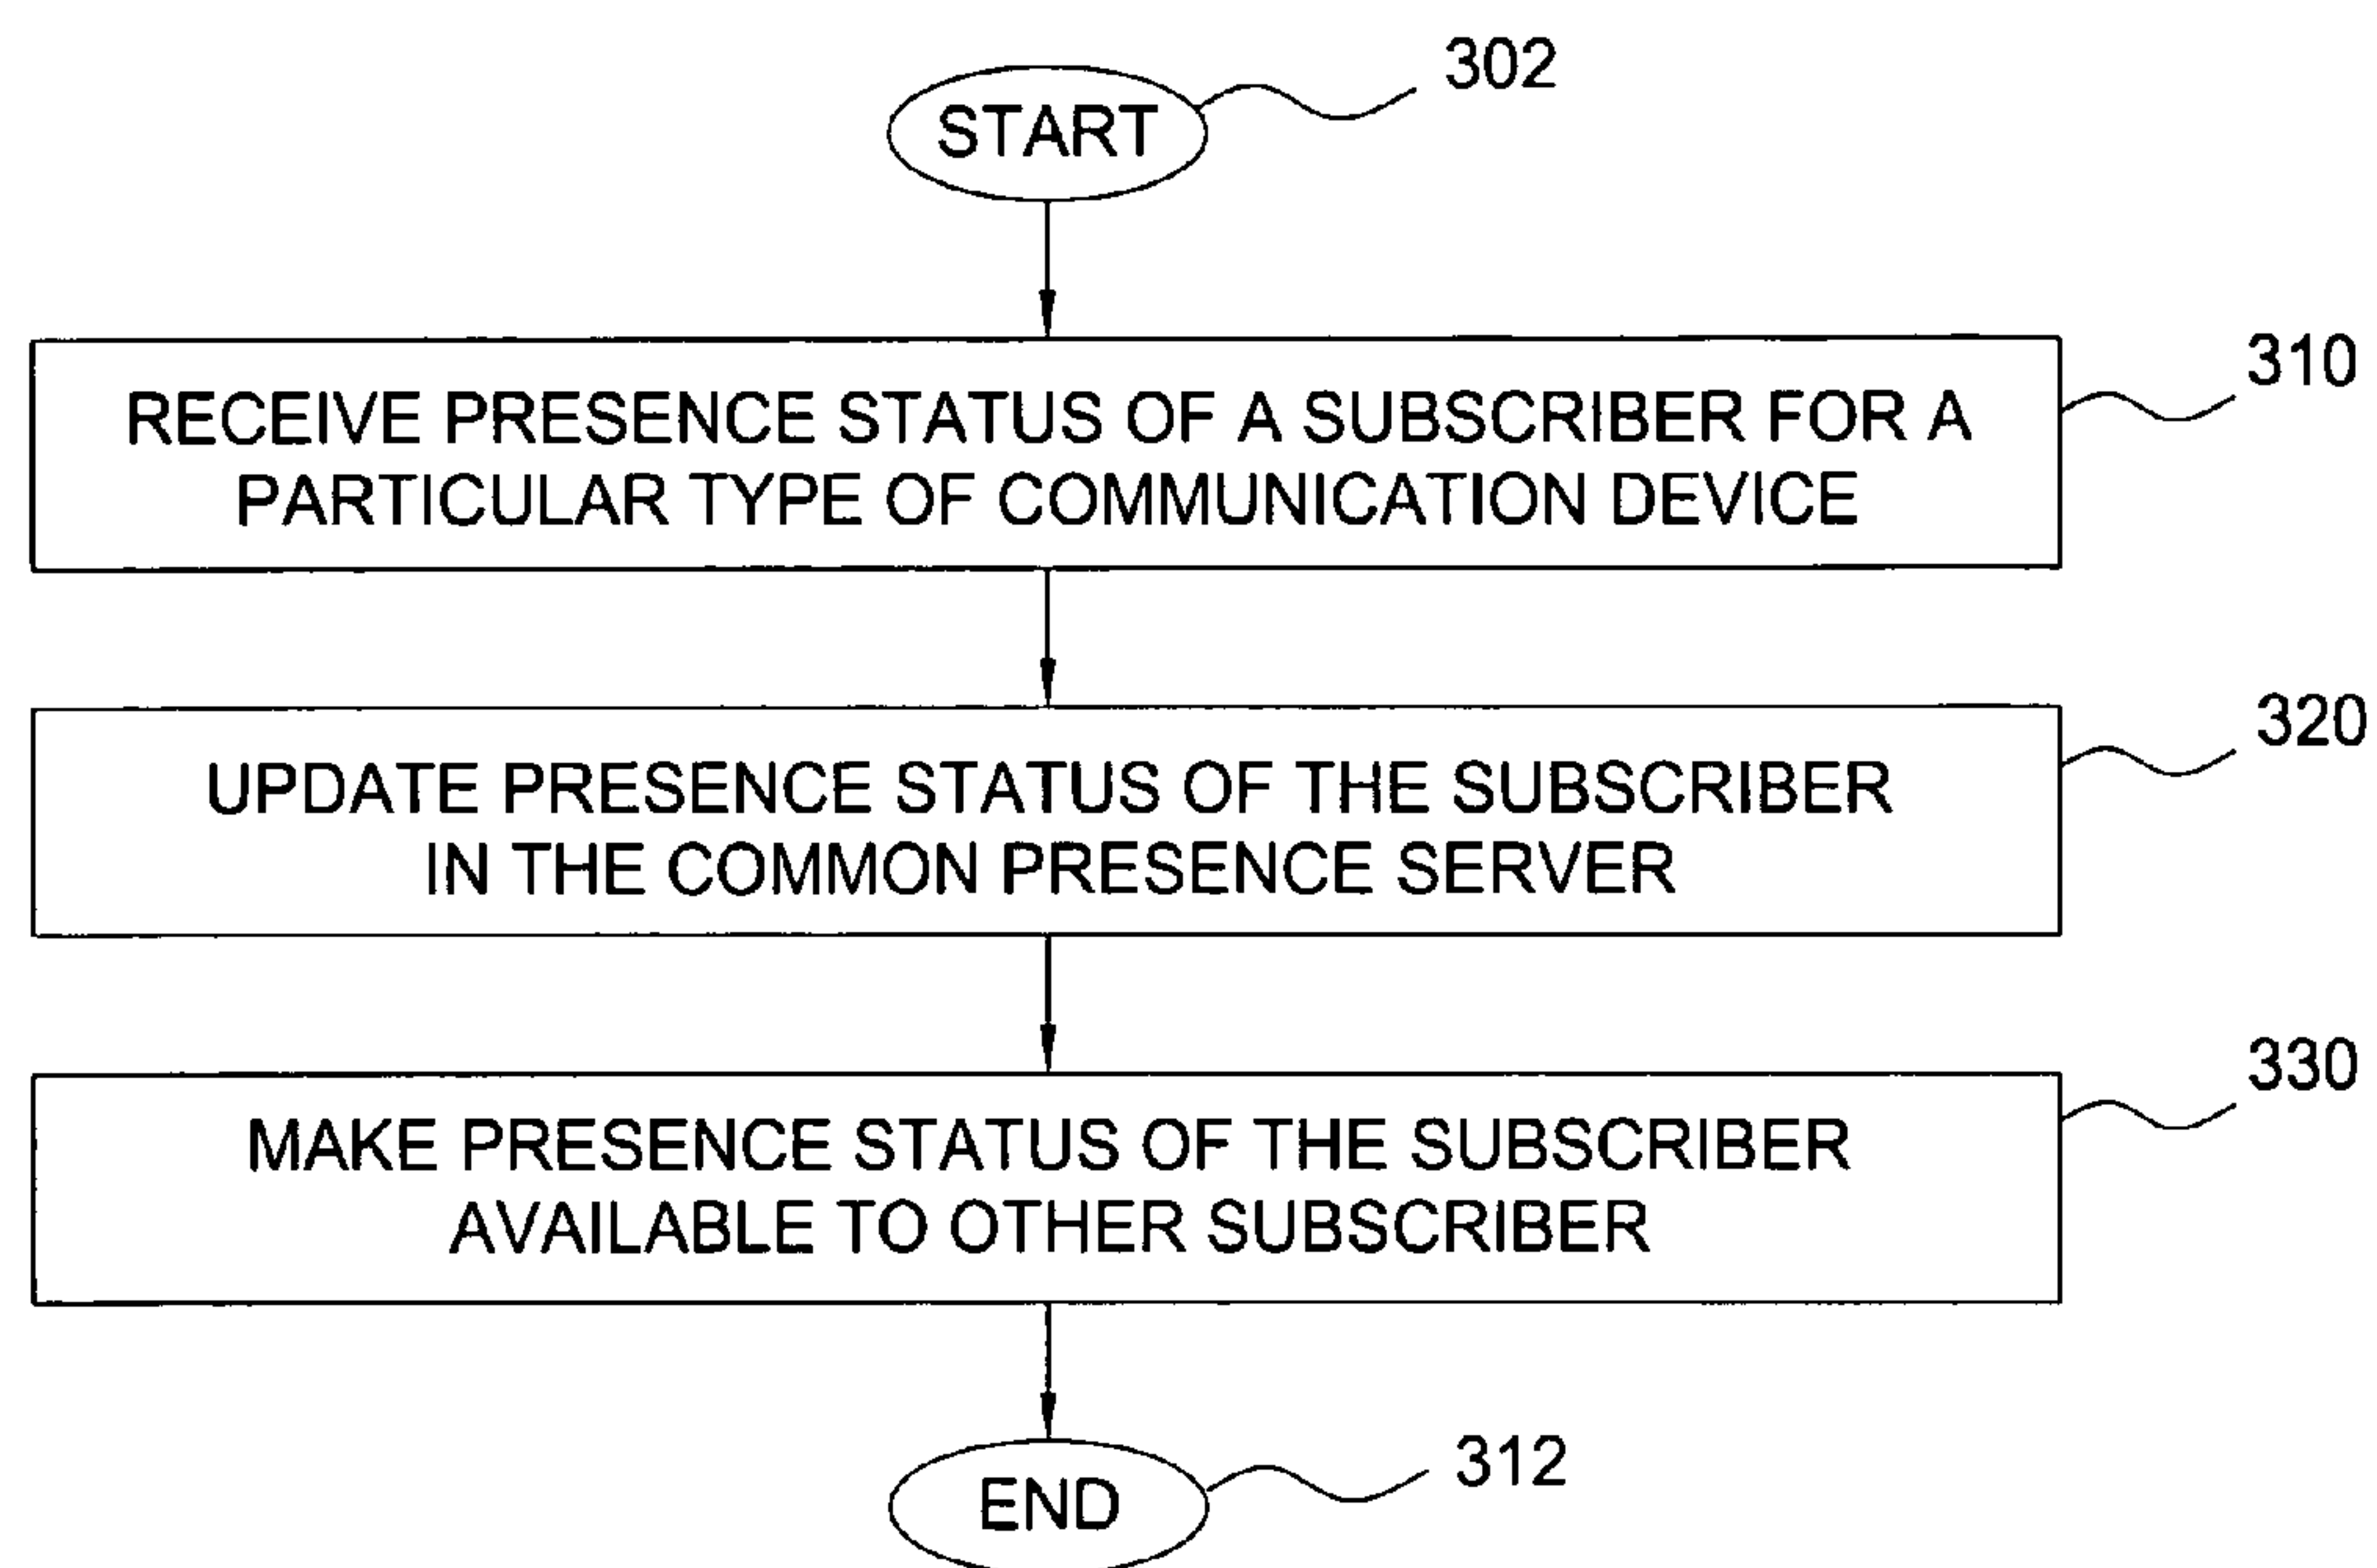 302
START
310
RECEIVE PRESENCE STATUS OF A SUBSCRIBER FOR A
PARTICULAR TYPE OF COMMUNICATION DEVICE
320
UPDATE PRESENCE STATUS OF THE SUBSCRIBER
IN THE COMMON PRESENCE SERVER
330
MAKE PRESENCE STATUS OF THE SUBSCRIBER
AVAILABLE TO OTHER SUBSCRIBER
312
END